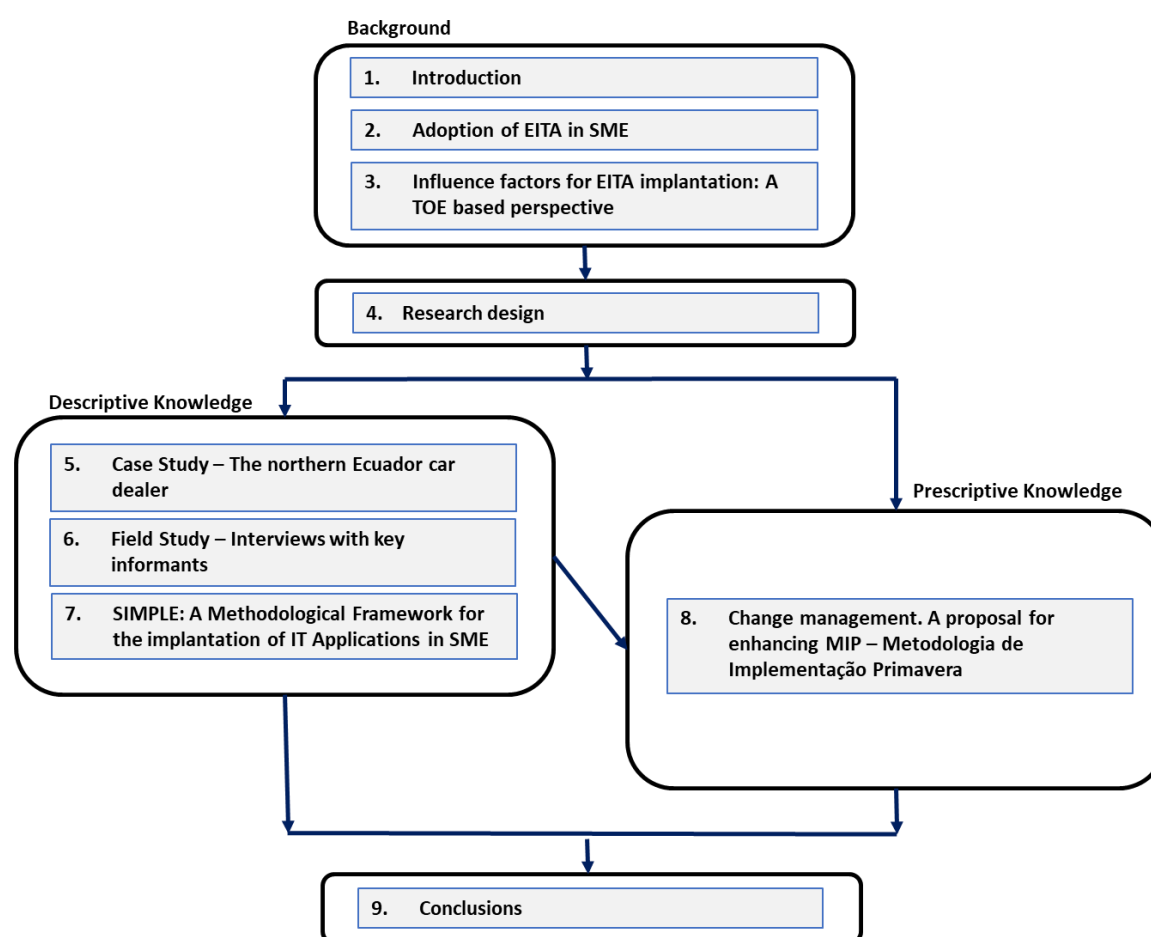 Background
1. Introduction
2. Adoption of EITA in SME
3. Influence factors for EITA implantation: A
TOE based perspective
4. Research design
Descriptive Knowledge
5. Case Study – The northern Ecuador car
dealer
6. Field Study – Interviews with key
informants
7. SIMPLE: A Methodological Framework for
the implantation of IT Applications in SME
Prescriptive Knowledge
8. Change management. A proposal for
enhancing MIP – Metodologia de
Implementação Primavera
9. Conclusions